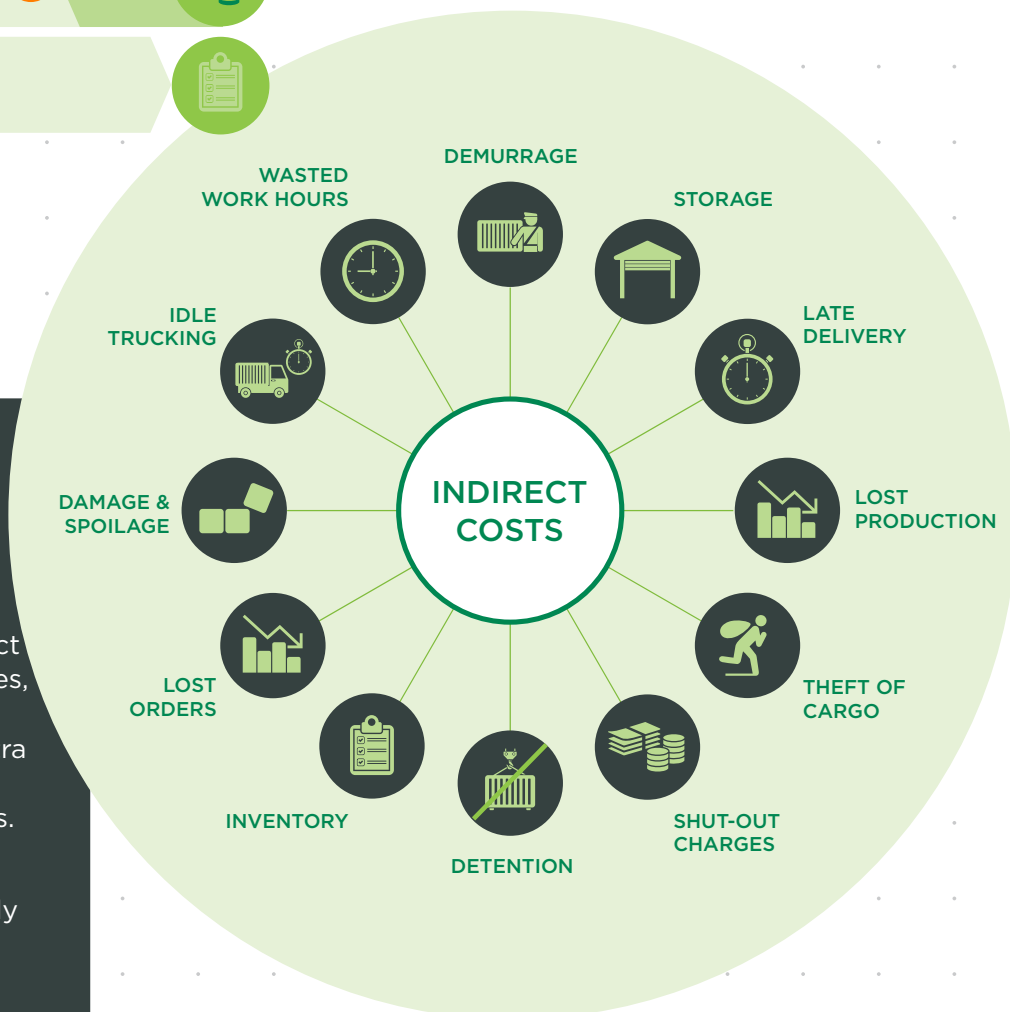 DEMURRAGE
WASTED
WORK HOURS
STORAGE
IDLE
TRUCKING
LATE
DELIVERY
INDIRECT
COSTS
DAMAGE &
SPOILAGE
LOST
PRODUCTION
LOST
ORDERS
THEFT OF
CARGO
INVENTORY
SHUT-OUT
CHARGES
DETENTION